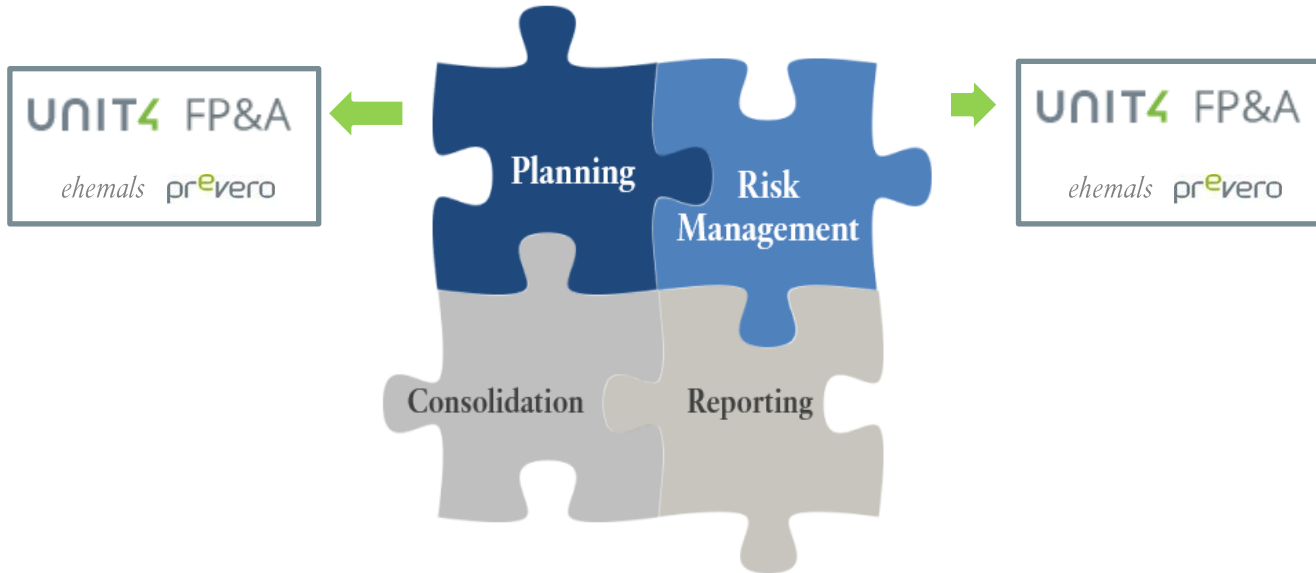 UNIT4 FP&A
ehemals prevero
Planning
Risk
Management
UNIT4 FP&A
ehemals prevero
Consolidation
Reporting